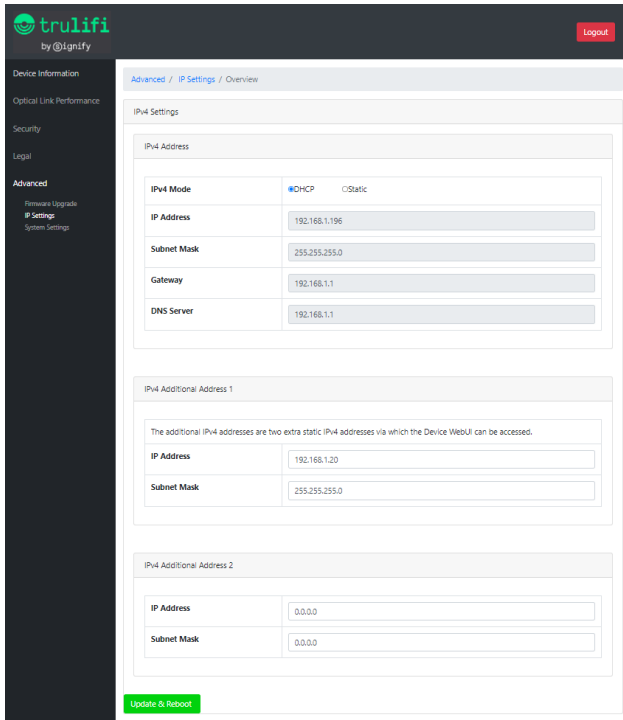 trulifi
by Signify
Logout
Device Information
Optical Link Performance
Security
Legal
Advanced
Firmware Upgrade
IP Settings
System Settings
Advanced / IP Settings / Overview
IPv4 Settings
IPv4 Address
IPv4 Mode DHCP Static
IP Address 192.168.1.196
Subnet Mask 255.255.255.0
Gateway 192.168.1.1
DNS Server 192.168.1.1
IPv4 Additional Address 1
The additional IPv4 addresses are two extra static IPv4 addresses via which the Device WebUI can be accessed.
IP Address 192.168.1.20
Subnet Mask 255.255.255.0
IPv4 Additional Address 2
IP Address 0.0.0.0
Subnet Mask 0.0.0.0
Update & Reboot